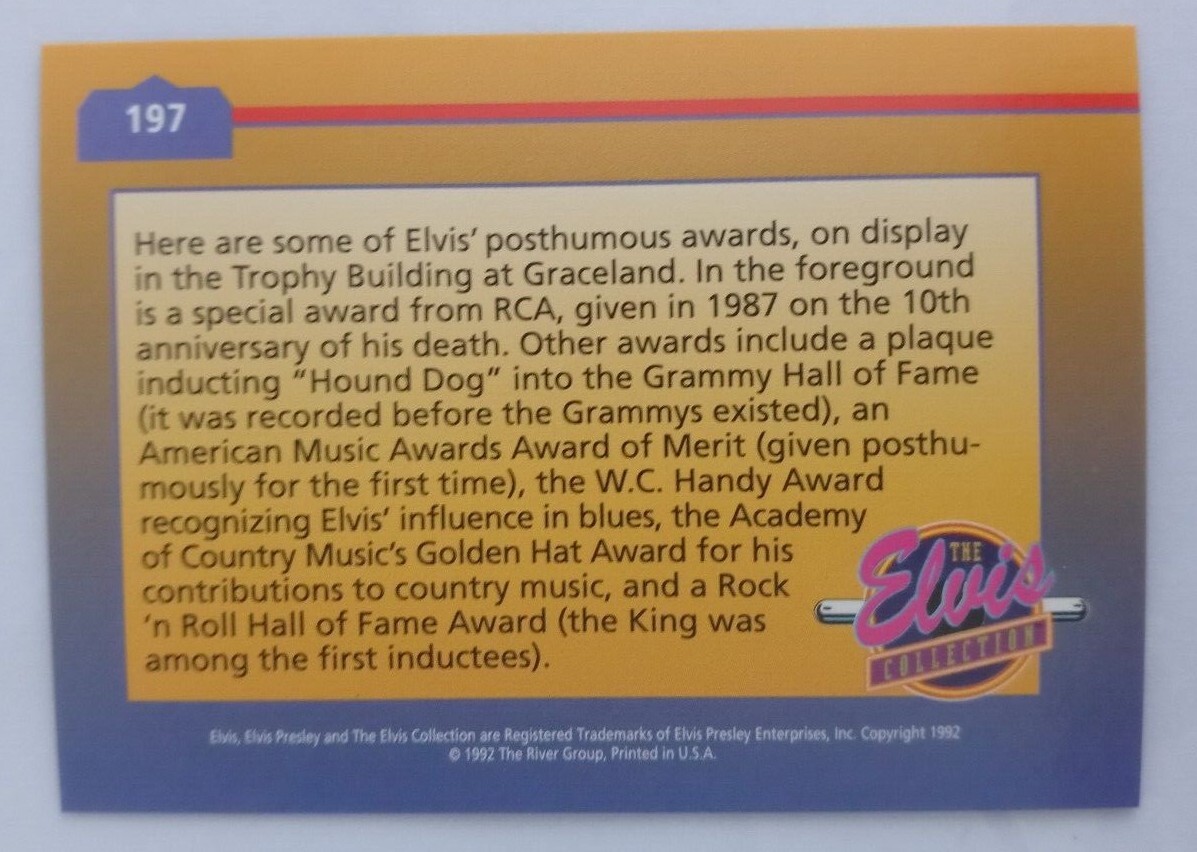 197
Here are some of Elvis’ posthumous awards, on display
in the Trophy Building at Graceland. In the foreground
is a special award from RCA, given in 1987 on the 10th
anniversary of his death. Other awards include a plaque
inducting “Hound Dog” into the Grammy Hall of Fame
(it was recorded before the Grammys existed), an
American Music Awards Award of Merit (given posthu-
mously for the first time), the W.C. Handy Award
recognizing Elvis’ influence in blues, the Academy
of Country Music’s Golden Hat Award for his
contributions to country music, and a Rock
’n Roll Hall of Fame Award (the King was
among the first inductees).
THE
Elvis
COLLECTION
Elvis, Elvis Presley and The Elvis Collection are Registered Trademarks of Elvis Presley Enterprises, Inc. Copyright 1992
© 1992 The River Group, Printed in U.S.A.